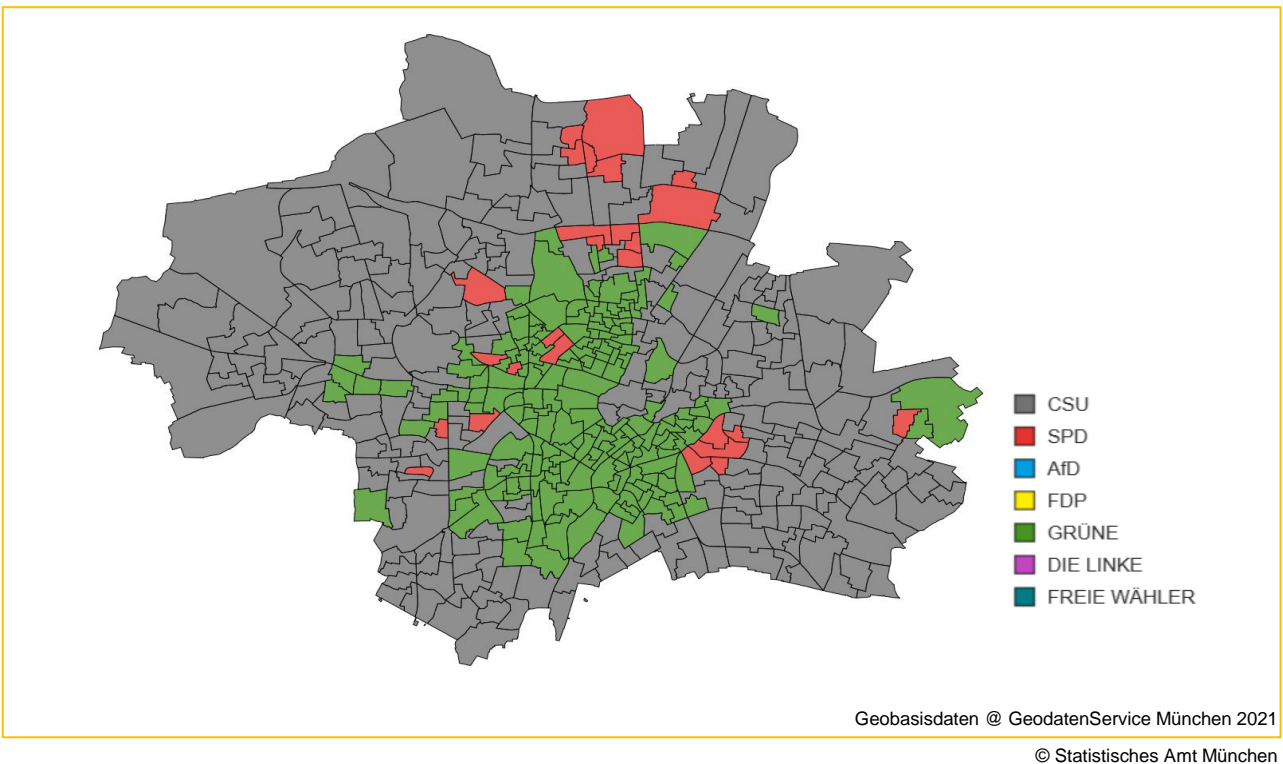 CSU
SPD
AfD
FDP
GRÜNE
DIE LINKE
FREIE WÄHLER
Geobasisdaten @ GeodatenService München 2021
© Statistisches Amt München